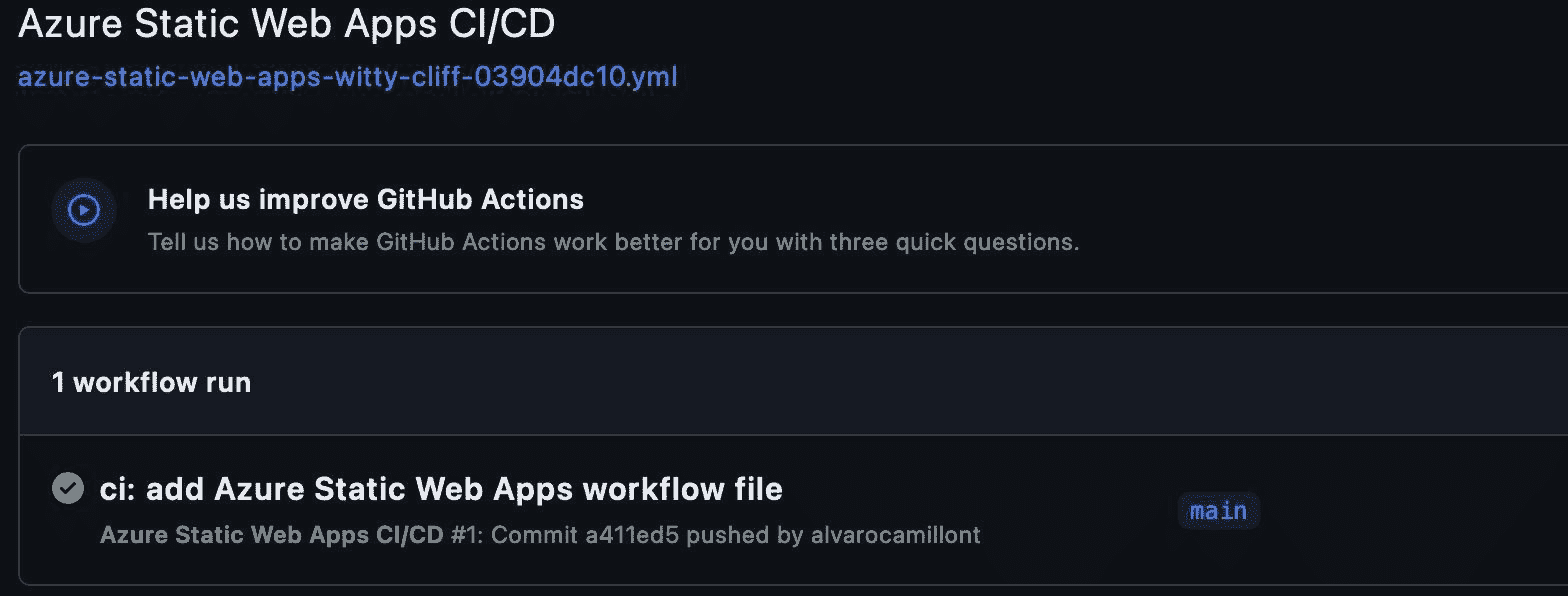 Azure Static Web Apps CI/CD
azure-static-web-apps-witty-cliff-03904dc10.yml
Help us improve GitHub Actions
Tell us how to make GitHub Actions work better for you with three quick questions.
1 workflow run
ci: add Azure Static Web Apps workflow file
Azure Static Web Apps CI/CD #1: Commit a411ed5 pushed by alvarocamillont
main